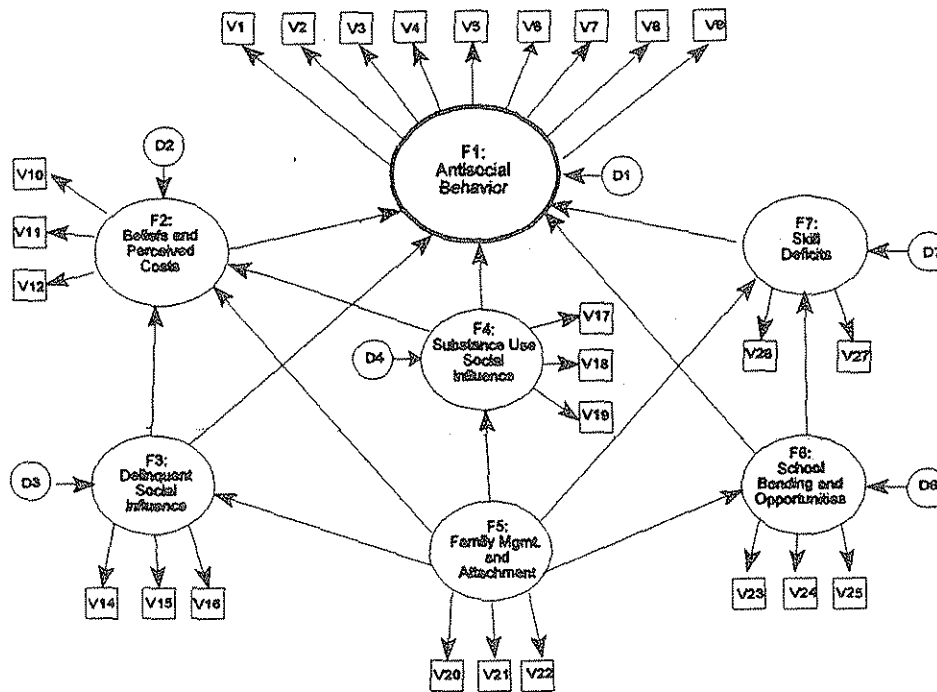 V1 V2 V3 V4 V5 V6 V7 V8 V9
F1:
Antisocial
Behavior
D1
D2
V10
V11
V12
F2:
Beliefs and
Perceived
Costs
F7:
Skill
Deficits
D7
V26
V27
F4:
Substance Use
Social
Influence
D4
V17
V18
V19
F3:
Delinquent
Social
Influence
D3
V14 V15 V16
F5:
Family Mgmt.
and
Attachment
V20 V21 V22
F6:
School
Bonding and
Opportunities
D6
V23 V24 V25